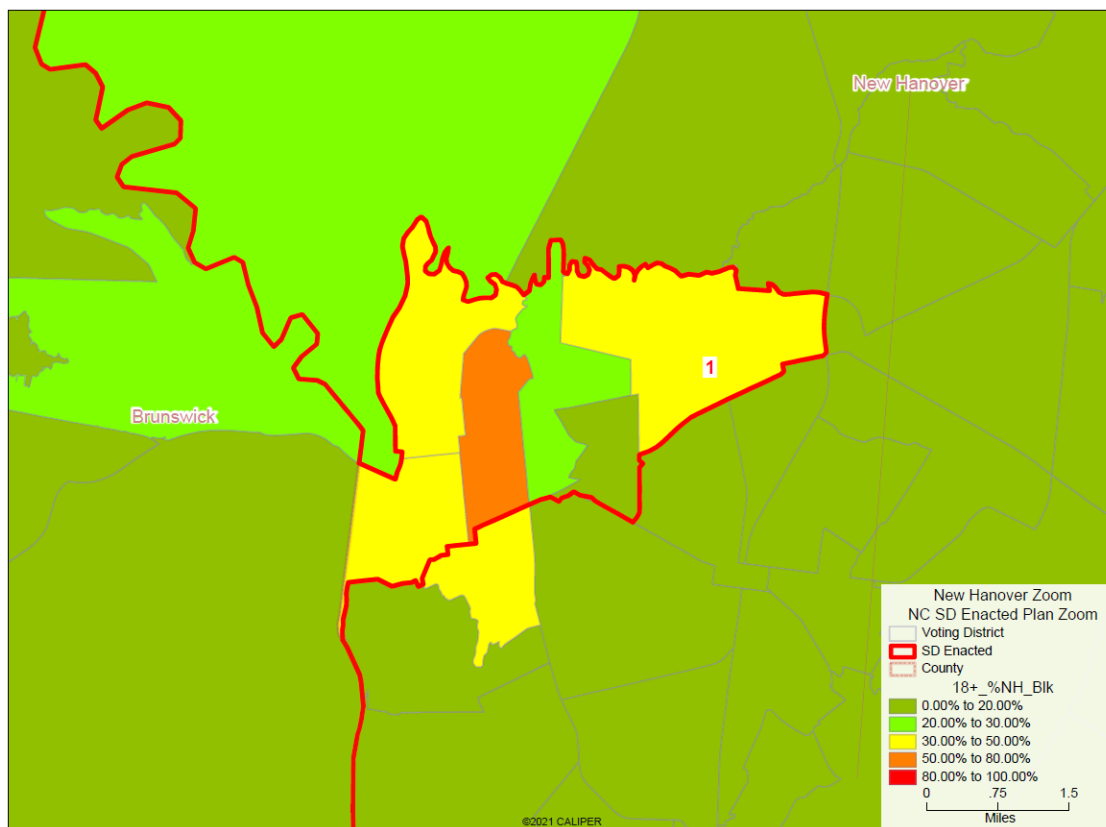 New Hanover
1
Brunswick
New Hanover Zoom
NC SD Enacted Plan Zoom
Voting District
SD Enacted
County
18+_%NH_Blk
0.00% to 20.00%
20.00% to 30.00%
30.00% to 50.00%
50.00% to 80.00%
80.00% to 100.00%
0 .75 1.5
Miles
©2021 CALIPER